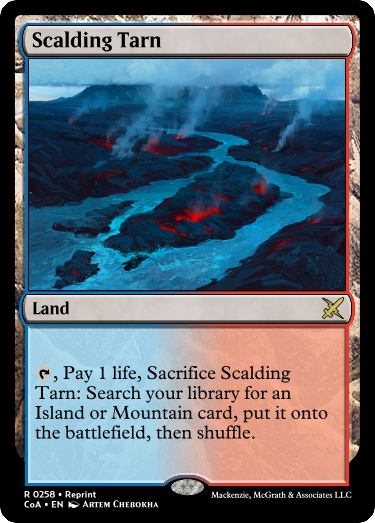 Scalding Tarn
Land
, Pay 1 life, Sacrifice Scalding
Tarn: Search your library for an
Island or Mountain card, put it onto
the battlefield, then shuffle.
R 0258 • Reprint
CoA • EN ARTEM CHEBOKHA
Mackenzie, McGrath & Associates LLC